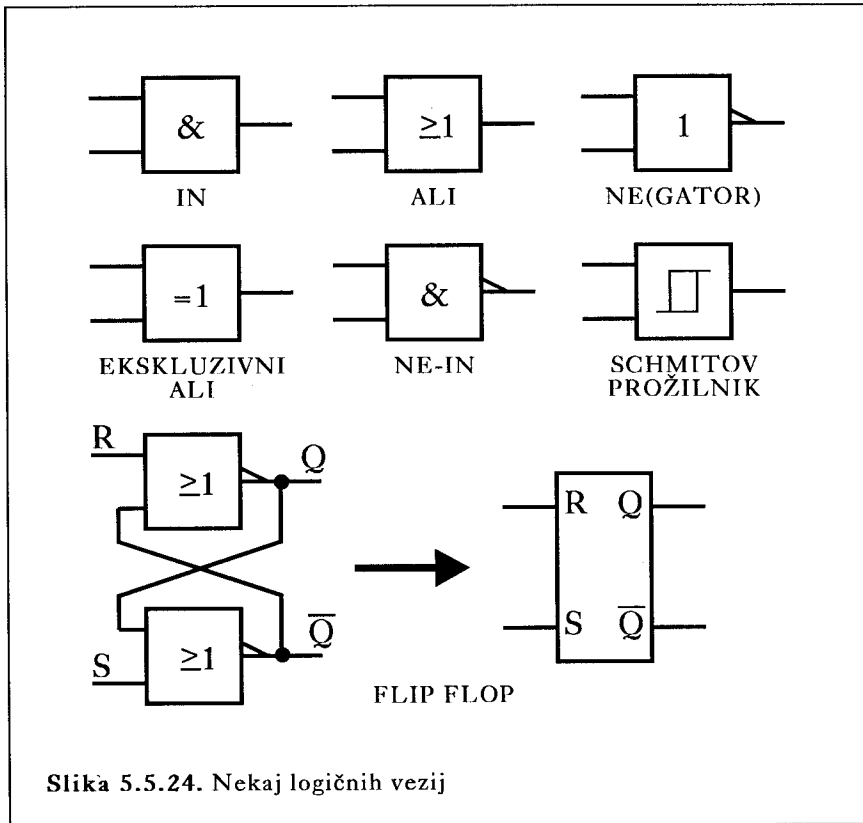 &
≥1
1
IN
ALI
NE(GATOR)
=1
&
EKSKLUZIVNI
ALI
NE-IN
SCHMITOV
PROŽILNIK
R
≥1
Q
S
≥1
Q̅
R Q
S Q̅
FLIP FLOP
Slika 5.5.24. Nekaj logičnih vezij